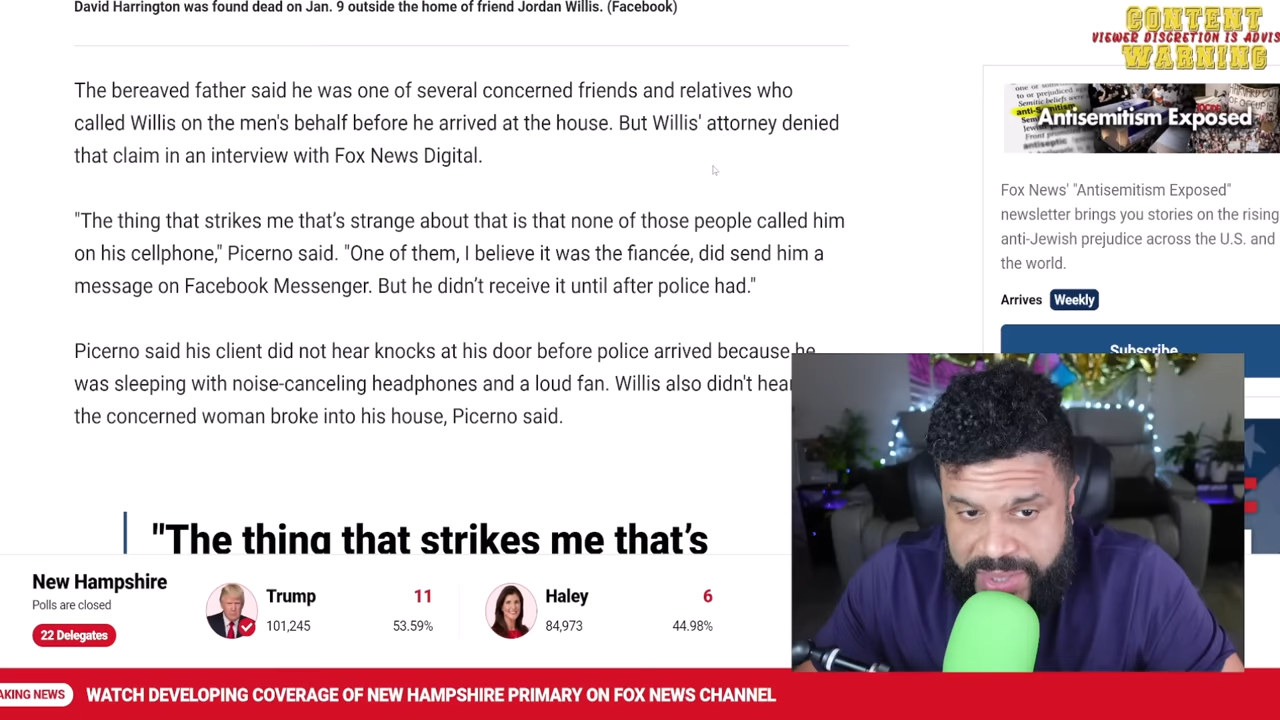 David Harrington was found dead on Jan. 9 outside the home of friend Jordan Willis. (Facebook)
CONTENT
VIEWER DISCRETION IS ADVIS
WARNING
The bereaved father said he was one of several concerned friends and relatives who
called Willis on the men's behalf before he arrived at the house. But Willis' attorney denied
that claim in an interview with Fox News Digital.
"The thing that strikes me that's strange about that is that none of those people called him
on his cellphone," Picerno said. "One of them, I believe it was the fiancée, did send him a
message on Facebook Messenger. But he didn't receive it until after police had."
Picerno said his client did not hear knocks at his door before police arrived because he
was sleeping with noise-canceling headphones and a loud fan. Willis also didn't hear
the concerned woman broke into his house, Picerno said.
"The thing that strikes me that's
Antisemitism Exposed
Fox News' "Antisemitism Exposed"
newsletter brings you stories on the rising
anti-Jewish prejudice across the U.S. and
the world.
Arrives Weekly
Subscribe
New Hampshire
Polls are closed
22 Delegates
Trump 11
101,245 53.59%
Haley 6
84,973 44.98%
AKING NEWS WATCH DEVELOPING COVERAGE OF NEW HAMPSHIRE PRIMARY ON FOX NEWS CHANNEL